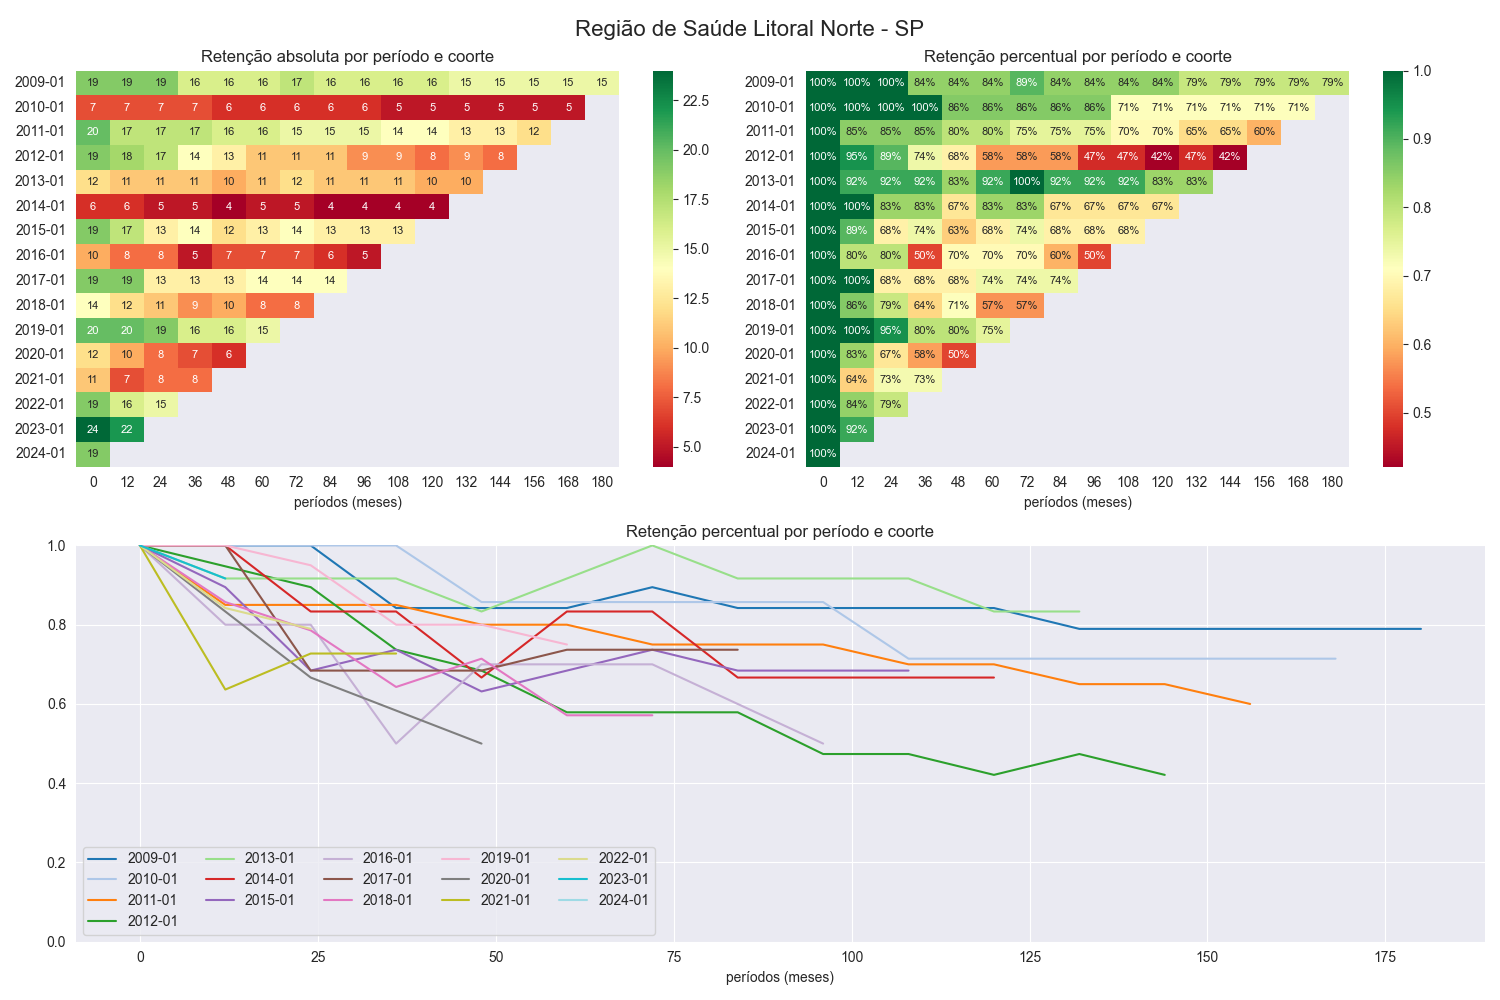 Região de Saúde Litoral Norte - SP
Retenção absoluta por período e coorte
2009-01 19 19 19 16 16 16 17 16 16 16 16 15 15 15 15 15
2010-01 7 7 7 7 6 6 6 6 6 5 5 5 5 5 5
2011-01 20 17 17 17 16 16 15 15 15 14 14 13 13 12
2012-01 19 18 17 14 13 11 11 11 9 9 8 9 8
2013-01 12 11 11 11 10 11 12 11 11 11 10 10
2014-01 6 6 5 5 4 5 5 4 4 4 4
2015-01 19 17 13 14 12 13 14 13 13 13
2016-01 10 8 8 5 7 7 7 6 5
2017-01 19 19 13 13 13 14 14 14
2018-01 14 12 11 9 10 8 8
2019-01 20 20 19 16 16 15
2020-01 12 10 8 7 6
2021-01 11 7 8 8
2022-01 19 16 15
2023-01 24 22
2024-01 19
0 12 24 36 48 60 72 84 96 108 120 132 144 156 168 180
períodos (meses)
22.5
20.0
17.5
15.0
12.5
10.0
7.5
5.0
Retenção percentual por período e coorte
2009-01 100% 100% 100% 84% 84% 84% 89% 84% 84% 84% 84% 79% 79% 79% 79% 79%
2010-01 100% 100% 100% 100% 86% 86% 86% 86% 86% 71% 71% 71% 71% 71% 71%
2011-01 100% 85% 85% 85% 80% 80% 75% 75% 75% 70% 70% 65% 65% 60%
2012-01 100% 95% 89% 74% 68% 58% 58% 58% 47% 47% 42% 47% 42%
2013-01 100% 92% 92% 92% 83% 92% 100% 92% 92% 92% 83% 83%
2014-01 100% 100% 83% 83% 67% 83% 83% 67% 67% 67% 67%
2015-01 100% 89% 68% 74% 63% 68% 74% 68% 68% 68%
2016-01 100% 80% 80% 50% 70% 70% 70% 60% 50%
2017-01 100% 100% 68% 68% 68% 74% 74% 74%
2018-01 100% 86% 79% 64% 71% 57% 57%
2019-01 100% 100% 95% 80% 80% 75%
2020-01 100% 83% 67% 58% 50%
2021-01 100% 64% 73% 73%
2022-01 100% 84% 79%
2023-01 100% 92%
2024-01 100%
0 12 24 36 48 60 72 84 96 108 120 132 144 156 168 180
períodos (meses)
1.0
0.9
0.8
0.7
0.6
0.5
Retenção percentual por período e coorte
1.0
0.8
0.6
0.4
0.2
0.0
2009-01 2013-01 2016-01 2019-01 2022-01
2010-01 2014-01 2017-01 2020-01 2023-01
2011-01 2015-01 2018-01 2021-01 2024-01
2012-01
0 25 50 75 100 125 150 175
períodos (meses)